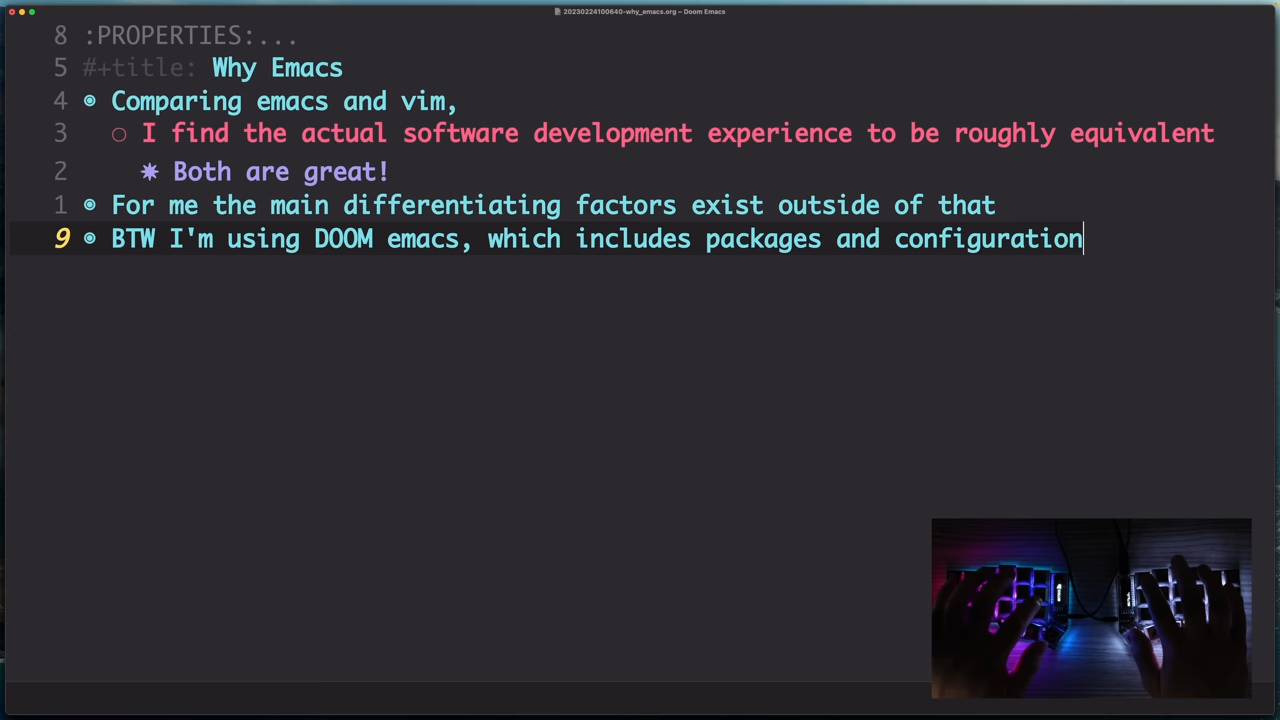 20230224100640-why_emacs.org – Doom Emacs
8 :PROPERTIES:...
5 #+title: Why Emacs
4 ◉ Comparing emacs and vim,
3 ○ I find the actual software development experience to be roughly equivalent
2 ✸ Both are great!
1 ◉ For me the main differentiating factors exist outside of that
9 ◉ BTW I'm using DOOM emacs, which includes packages and configuration